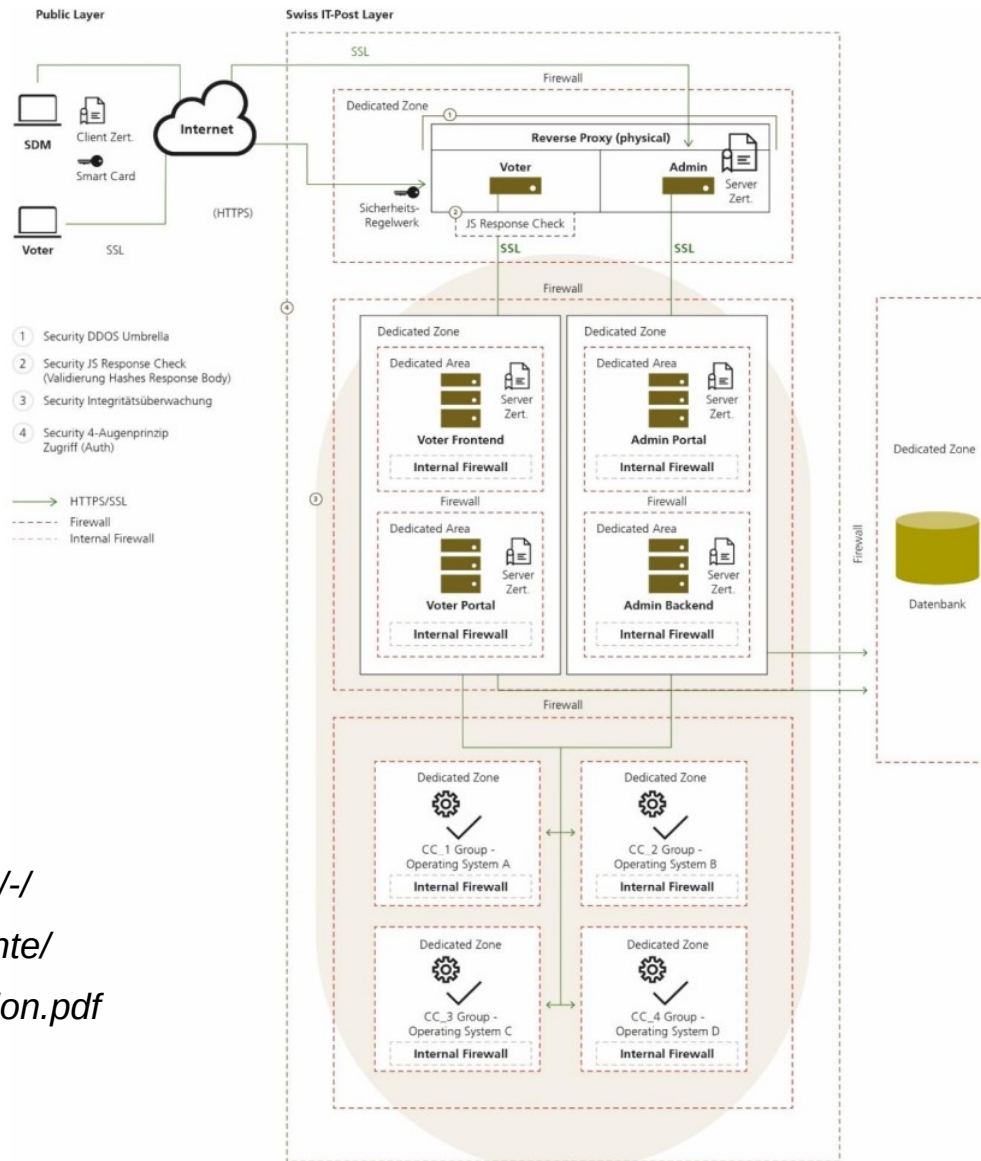 Public Layer
Swiss IT-Post Layer
SSL
Firewall
Dedicated Zone
1
Reverse Proxy (physical)
SDM
Client Zert.
Smart Card
Internet
Voter
Admin
Server
Zert.
Sicherheits-
Regelwerk
2
JS Response Check
(HTTPS)
Voter
SSL
SSL
SSL
Firewall
4
1 Security DDOS Umbrella
2 Security JS Response Check
(Validierung Hashes Response Body)
3 Security Integritätsüberwachung
4 Security 4-Augenprinzip
Zugriff (Auth)
HTTPS/SSL
Firewall
Internal Firewall
3
Dedicated Zone
Dedicated Area
Server
Zert.
Voter Frontend
Internal Firewall
Firewall
Dedicated Area
Server
Zert.
Voter Portal
Internal Firewall
Dedicated Zone
Dedicated Area
Server
Zert.
Admin Portal
Internal Firewall
Firewall
Dedicated Area
Server
Zert.
Admin Backend
Internal Firewall
Firewall
Dedicated Zone
Datenbank
Firewall
Dedicated Zone
CC_1 Group -
Operating System A
Internal Firewall
Dedicated Zone
CC_2 Group -
Operating System B
Internal Firewall
Dedicated Zone
CC_3 Group -
Operating System C
Internal Firewall
Dedicated Zone
CC_4 Group -
Operating System D
Internal Firewall
/-/
nte/
ion.pdf